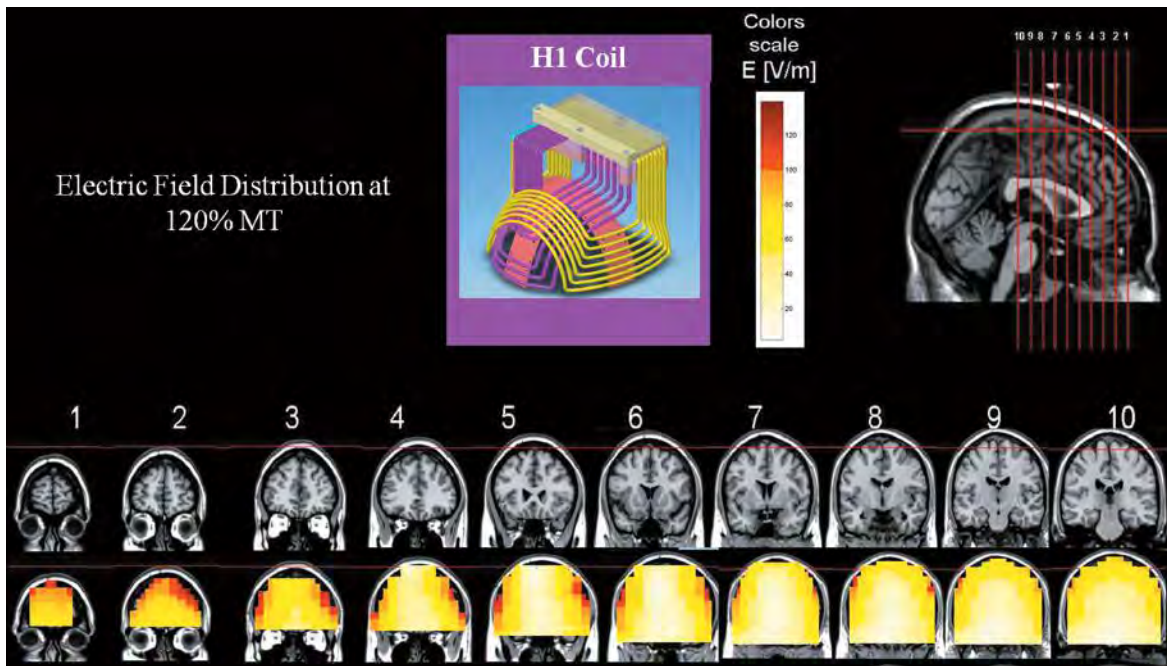 Electric Field Distribution at
120% MT
H1 Coil
Colors
scale
E [V/m]
120
100
80
60
40
20
10 9 8 7 6 5 4 3 2 1
1 2 3 4 5 6 7 8 9 10